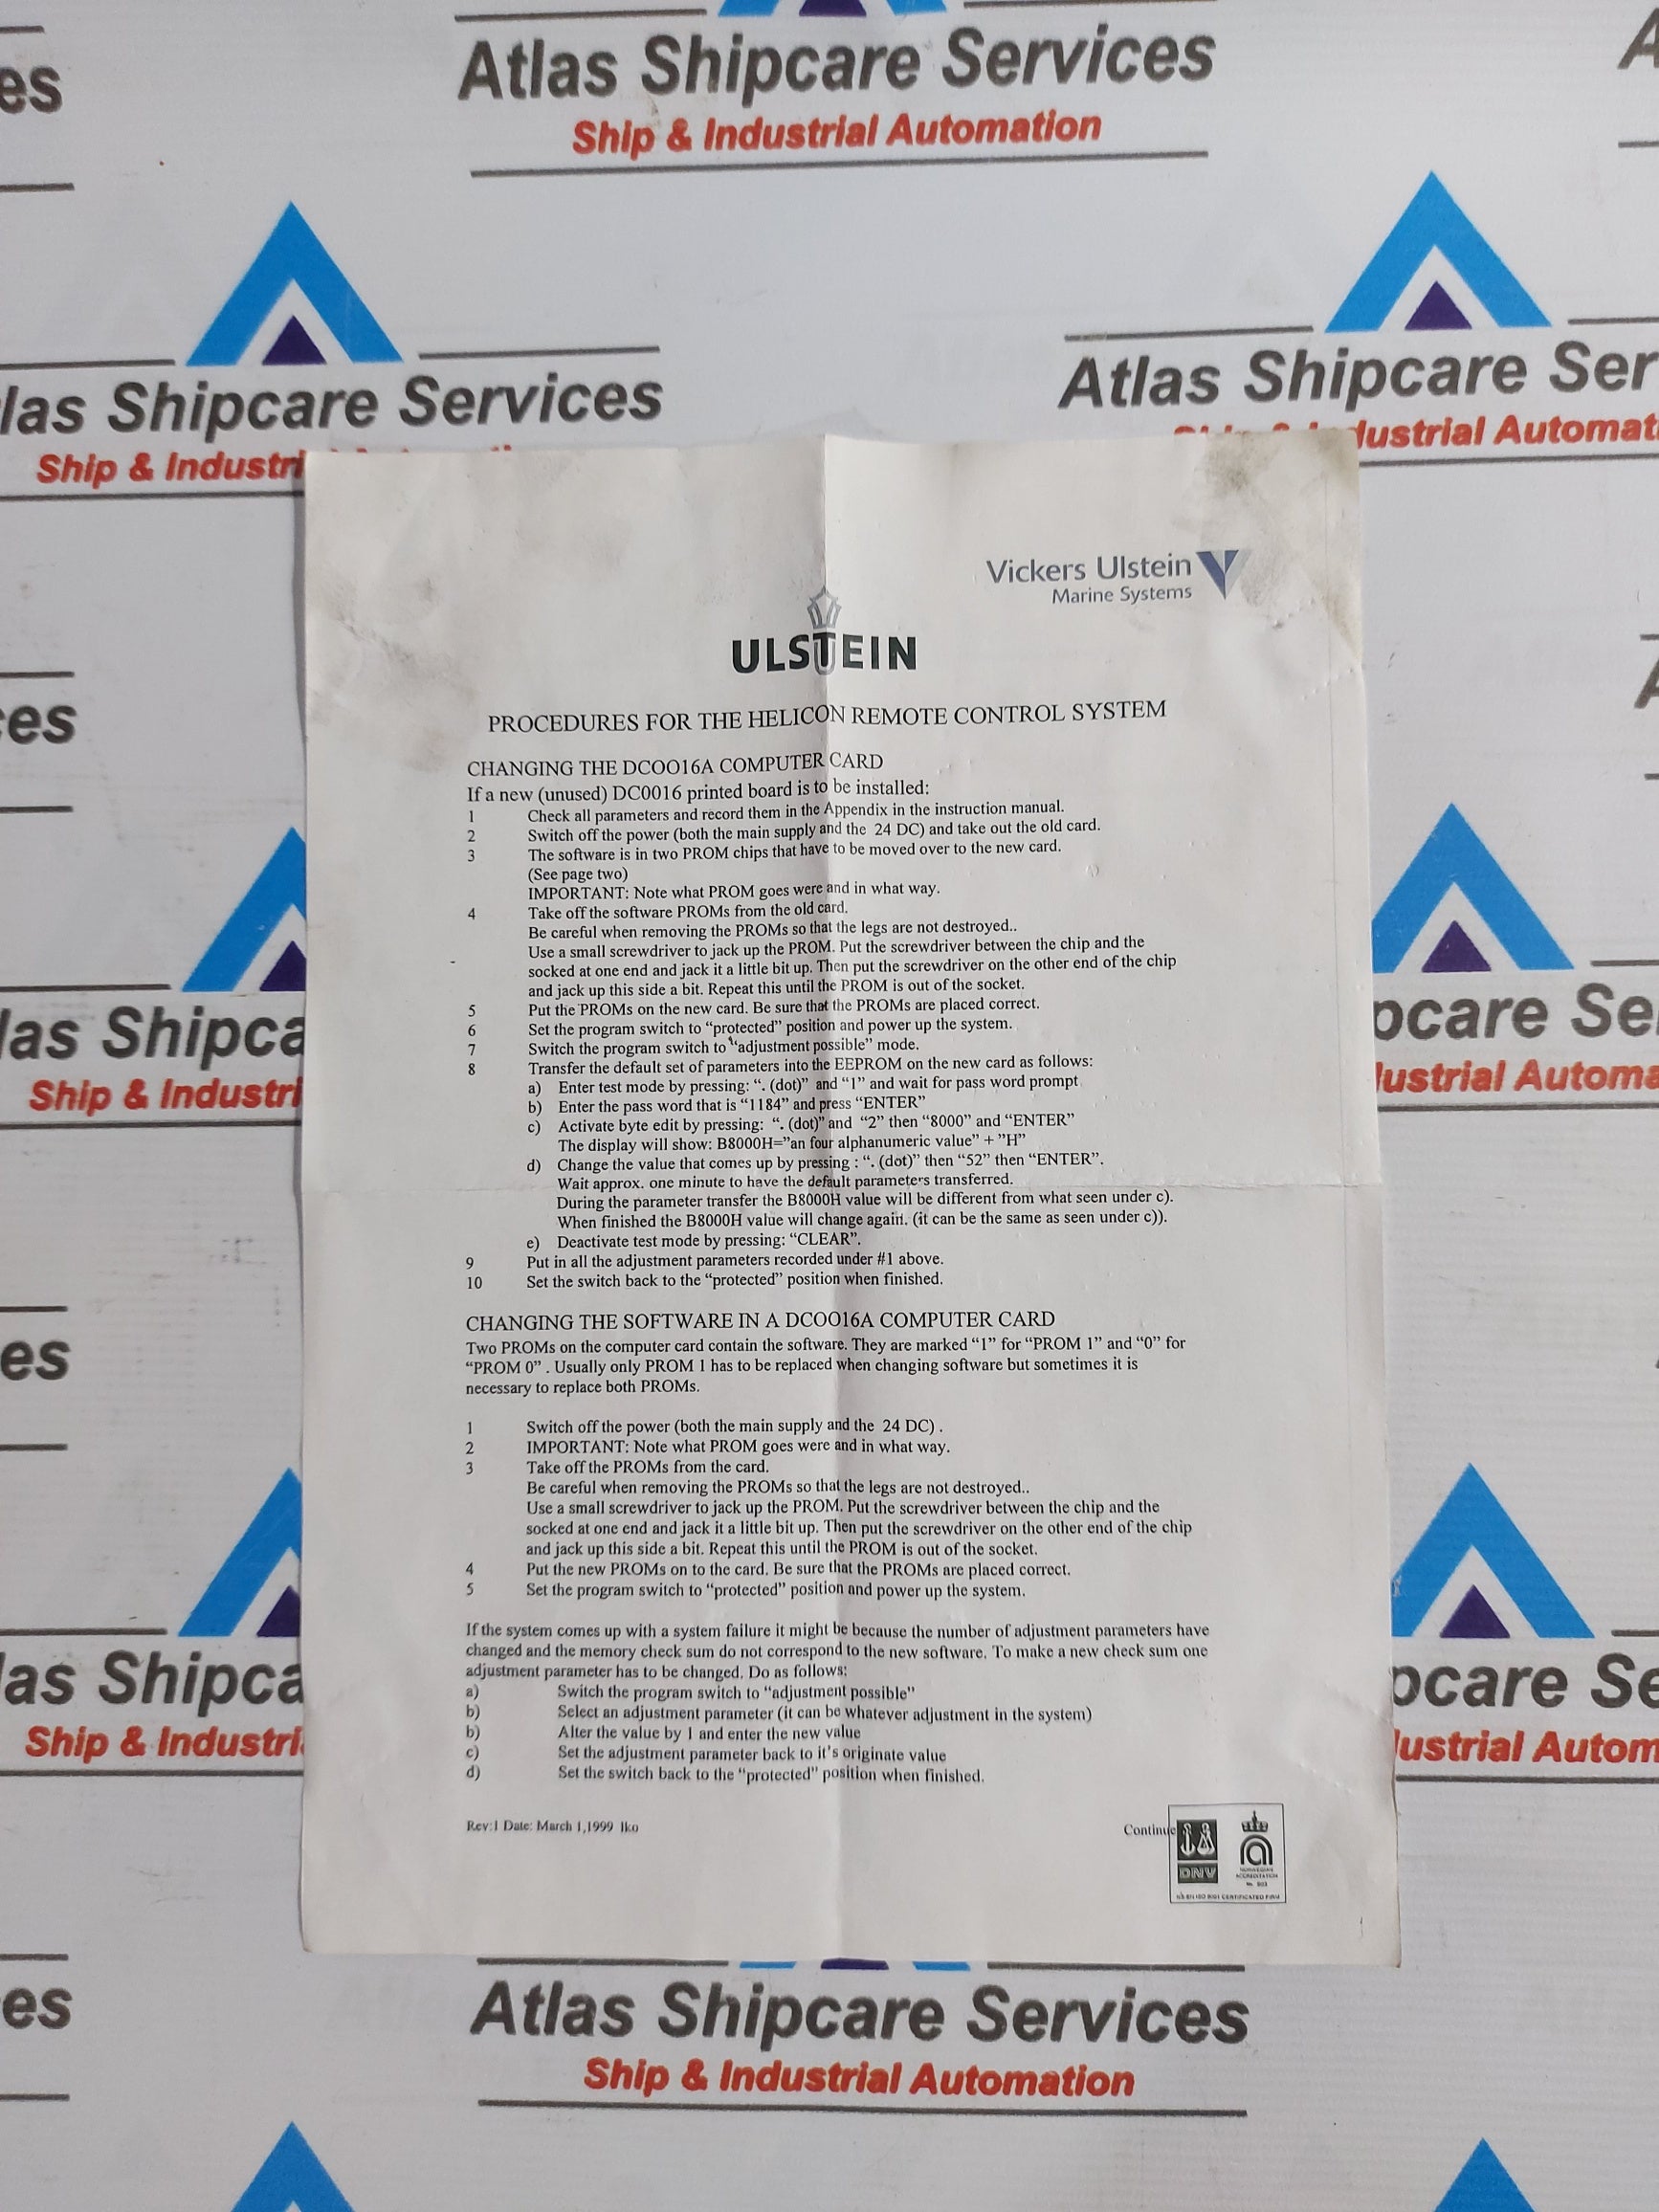 es
Atlas Shipcare Services
Ship & Industrial Automation
A
las Shipcare Services
Ship & Industri
Atlas Shipcare Ser
dustrial Automat
Vickers Ulstein
Marine Systems
ULSTEIN
PROCEDURES FOR THE HELICON REMOTE CONTROL SYSTEM
CHANGING THE DCOO16A COMPUTER CARD
If a new (unused) DC0016 printed board is to be installed:
1 Check all parameters and record them in the Appendix in the instruction manual.
2 Switch off the power (both the main supply and the 24 DC) and take out the old card.
3 The software is in two PROM chips that have to be moved over to the new card.
(See page two)
IMPORTANT: Note what PROM goes were and in what way.
4 Take off the software PROMs from the old card.
Be careful when removing the PROMs so that the legs are not destroyed..
Use a small screwdriver to jack up the PROM. Put the screwdriver between the chip and the
socked at one end and jack it a little bit up. Then put the screwdriver on the other end of the chip
and jack up this side a bit. Repeat this until the PROM is out of the socket.
5 Put the PROMs on the new card. Be sure that the PROMs are placed correct.
6 Set the program switch to “protected” position and power up the system.
7 Switch the program switch to “adjustment possible” mode.
8 Transfer the default set of parameters into the EEPROM on the new card as follows:
a) Enter test mode by pressing: “. (dot)” and “1” and wait for pass word prompt
b) Enter the pass word that is “1184” and press “ENTER”
c) Activate byte edit by pressing: “. (dot)” and “2” then “8000” and “ENTER”
The display will show: B8000H=”an four alphanumeric value” + ”H”
d) Change the value that comes up by pressing : “. (dot)” then “52” then “ENTER”.
Wait approx. one minute to have the default parameters transferred.
During the parameter transfer the B8000H value will be different from what seen under c).
When finished the B8000H value will change again. (it can be the same as seen under c)).
e) Deactivate test mode by pressing: “CLEAR”.
9 Put in all the adjustment parameters recorded under #1 above.
10 Set the switch back to the “protected” position when finished.
CHANGING THE SOFTWARE IN A DCOO16A COMPUTER CARD
Two PROMs on the computer card contain the software. They are marked “1” for “PROM 1” and “0” for
“PROM 0” . Usually only PROM 1 has to be replaced when changing software but sometimes it is
necessary to replace both PROMs.
1 Switch off the power (both the main supply and the 24 DC) .
2 IMPORTANT: Note what PROM goes were and in what way.
3 Take off the PROMs from the card.
Be careful when removing the PROMs so that the legs are not destroyed..
Use a small screwdriver to jack up the PROM. Put the screwdriver between the chip and the
socked at one end and jack it a little bit up. Then put the screwdriver on the other end of the chip
and jack up this side a bit. Repeat this until the PROM is out of the socket.
4 Put the new PROMs on to the card. Be sure that the PROMs are placed correct.
5 Set the program switch to “protected” position and power up the system.
If the system comes up with a system failure it might be because the number of adjustment parameters have
changed and the memory check sum do not correspond to the new software. To make a new check sum one
adjustment parameter has to be changed. Do as follows:
a) Switch the program switch to “adjustment possible”
b) Select an adjustment parameter (it can be whatever adjustment in the system)
b) Alter the value by 1 and enter the new value
c) Set the adjustment parameter back to it's originate value
d) Set the switch back to the “protected” position when finished.
Rev:1 Date: March 1,1999 lko
Continue
DNV
NORWEGIAN
ACCREDITATION
ces
A
las Shipca
Ship & Industri
pcare Se
dustrial Automa
es
as Shipca
Ship & Industri
pcare Se
ustrial Autom
es
Atlas Shipcare Services
Ship & Industrial Automation